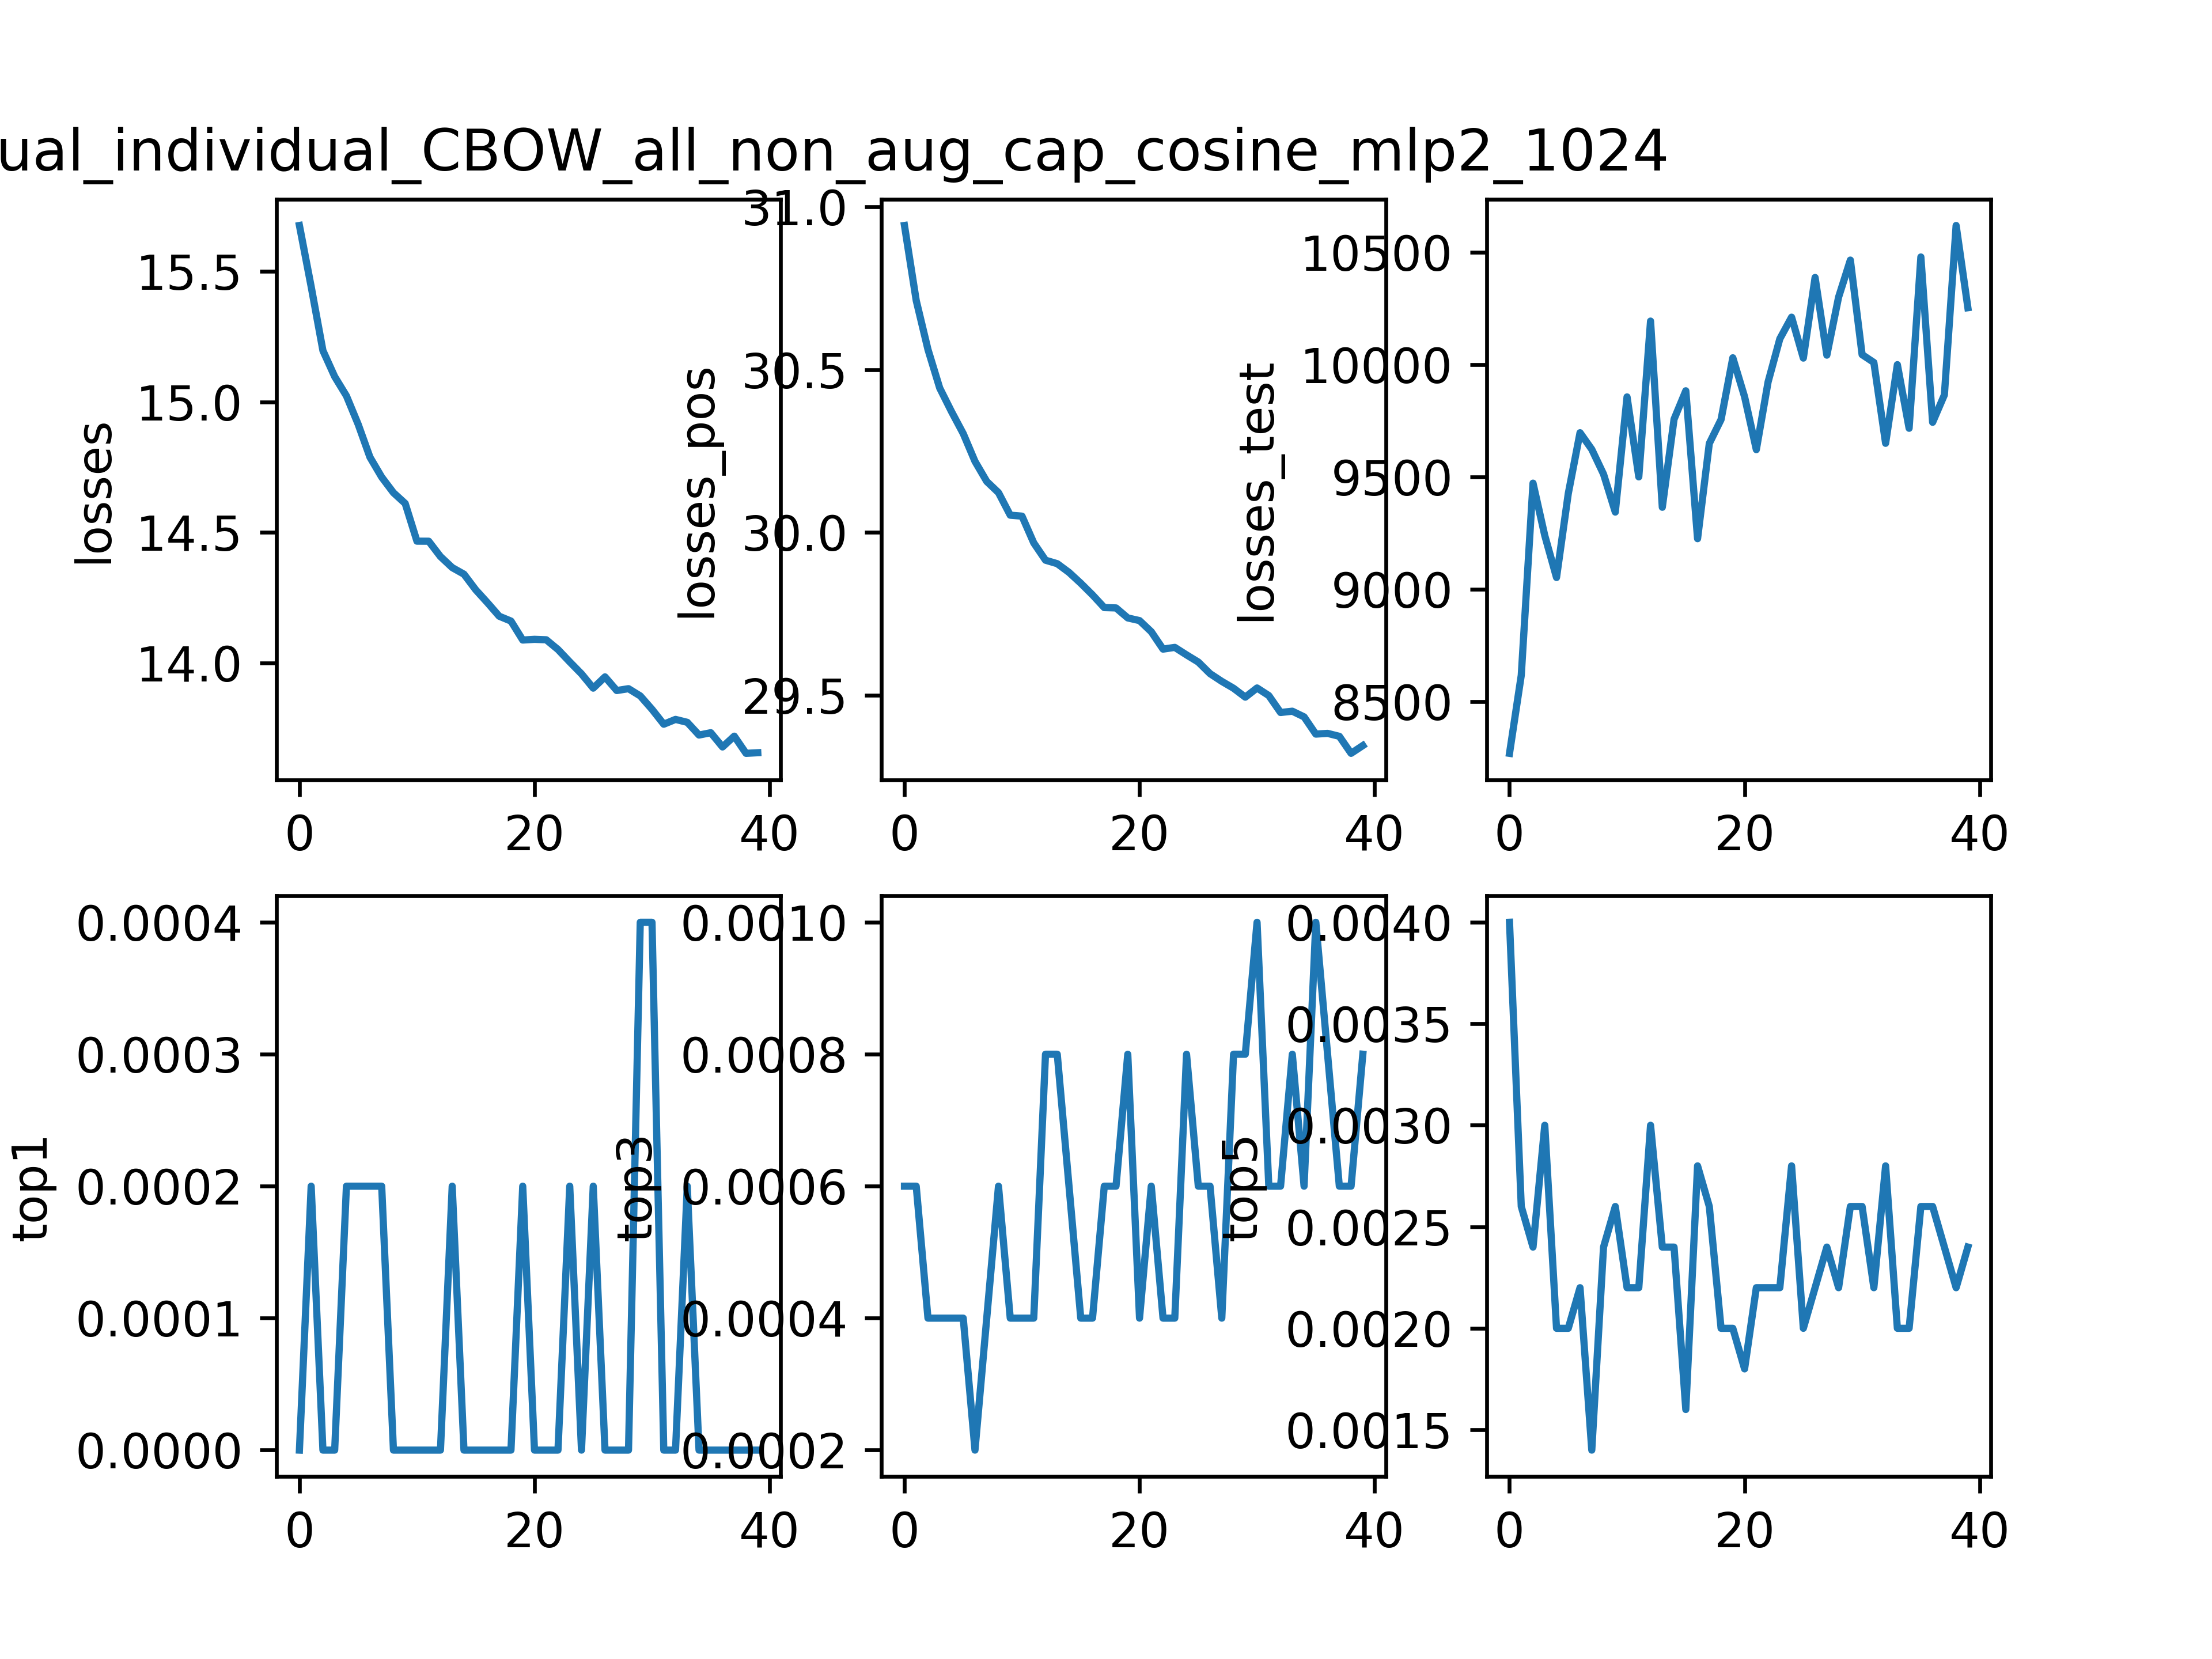 ual_individual_CBOW_all_non_aug_cap_cosine_mlp2_1024
losses
15.5
15.0
14.5
14.0
0 20 40
losses_pos
31.0
30.5
30.0
29.5
0 20 40
losses_test
10500
10000
9500
9000
8500
0 20 40
top1
0.0004
0.0003
0.0002
0.0001
0.0000
0 20 40
top3
0.0010
0.0008
0.0006
0.0004
0.0002
0 20 40
top5
0.0040
0.0035
0.0030
0.0025
0.0020
0.0015
0 20 40